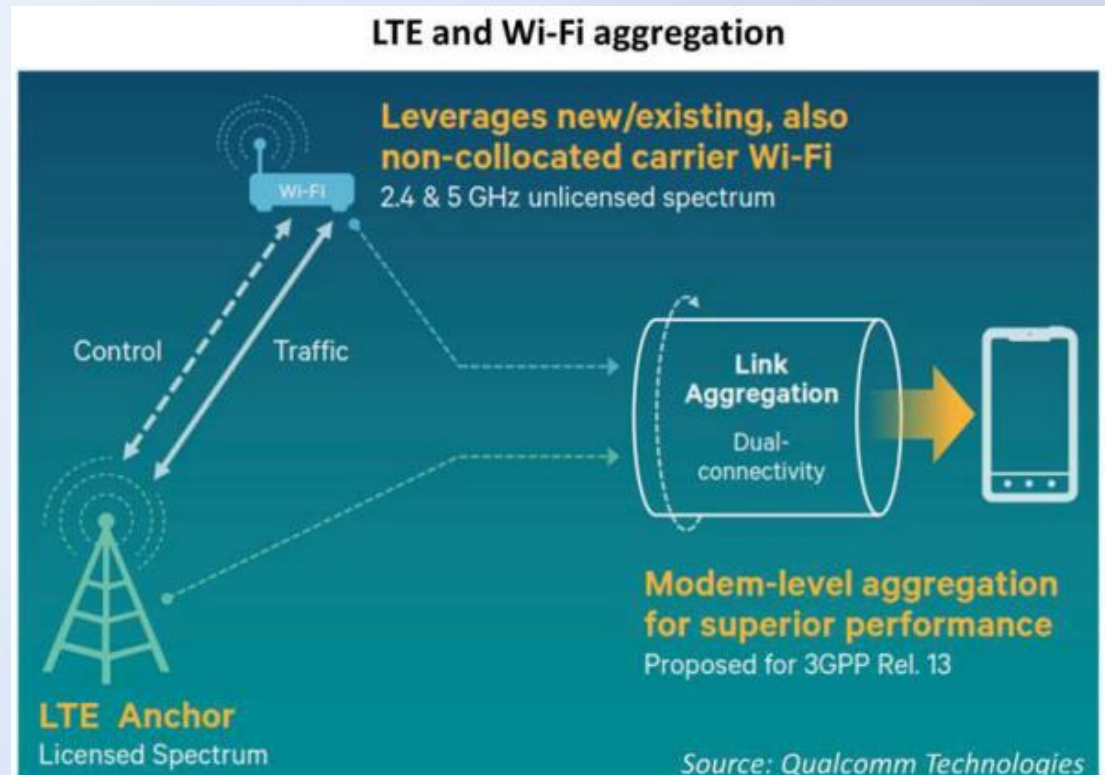 LTE and Wi-Fi aggregation
Leverages new/existing, also
non-collocated carrier Wi-Fi
2.4 & 5 GHz unlicensed spectrum
Wi-Fi
Control
Traffic
Link
Aggregation
Dual-
connectivity
Modem-level aggregation
for superior performance
Proposed for 3GPP Rel. 13
LTE Anchor
Licensed Spectrum
Source: Qualcomm Technologies